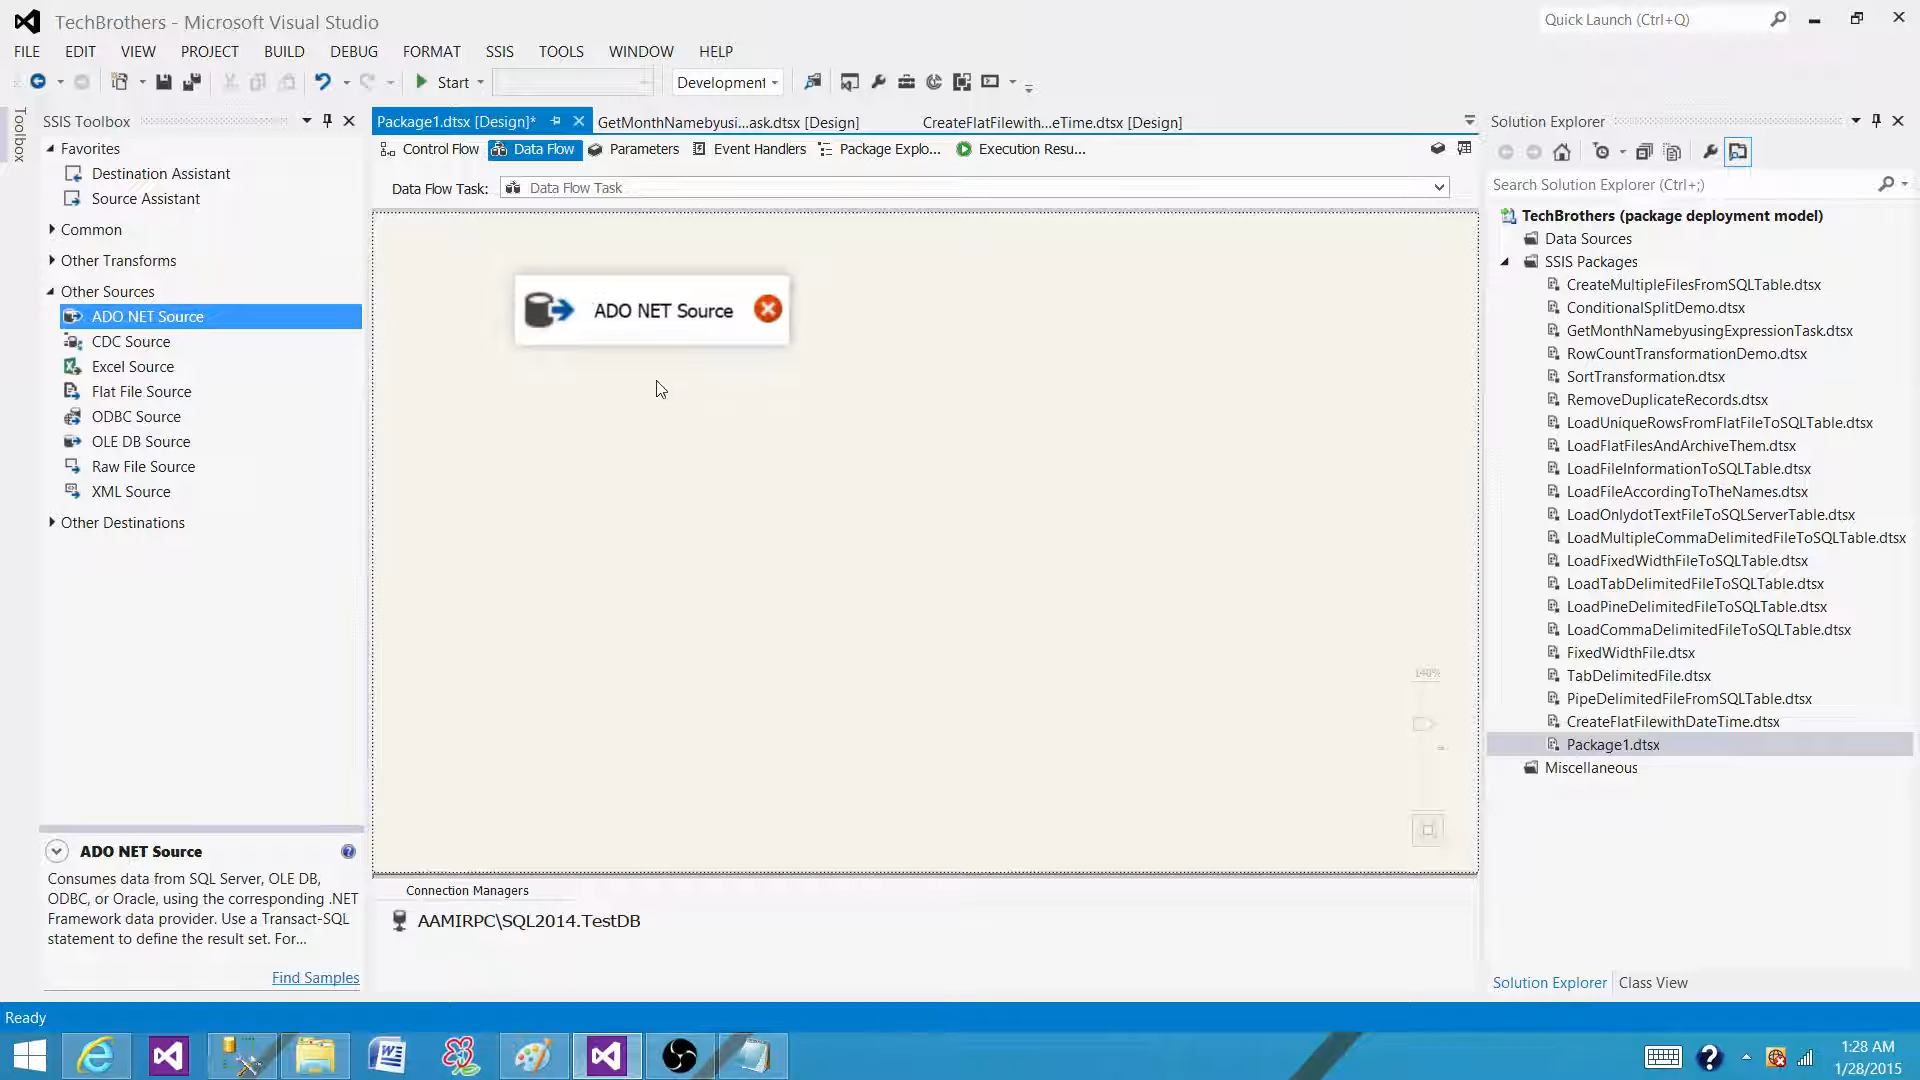 TechBrothers - Microsoft Visual Studio
Quick Launch (Ctrl+Q)
FILE EDIT VIEW PROJECT BUILD DEBUG FORMAT SSIS TOOLS WINDOW HELP
Start
Development
Toolbox
SSIS Toolbox
Favorites
Destination Assistant
Source Assistant
Common
Other Transforms
Other Sources
ADO NET Source
CDC Source
Excel Source
Flat File Source
ODBC Source
OLE DB Source
Raw File Source
XML Source
Other Destinations
ADO NET Source
Consumes data from SQL Server, OLE DB,
ODBC, or Oracle, using the corresponding .NET
Framework data provider. Use a Transact-SQL
statement to define the result set. For...
Find Samples
Package1.dtsx [Design]*
GetMonthNamebyusi...ask.dtsx [Design]
CreateFlatFilewith...eTime.dtsx [Design]
Control Flow
Data Flow
Parameters
Event Handlers
Package Explo...
Execution Resu...
Data Flow Task:
Data Flow Task
ADO NET Source
140%
Connection Managers
AAMIRPC\SQL2014.TestDB
Solution Explorer
Search Solution Explorer (Ctrl+;)
TechBrothers (package deployment model)
Data Sources
SSIS Packages
CreateMultipleFilesFromSQLTable.dtsx
ConditionalSplitDemo.dtsx
GetMonthNamebyusingExpressionTask.dtsx
RowCountTransformationDemo.dtsx
SortTransformation.dtsx
RemoveDuplicateRecords.dtsx
LoadUniqueRowsFromFlatFileToSQLTable.dtsx
LoadFlatFilesAndArchiveThem.dtsx
LoadFileInformationToSQLTable.dtsx
LoadFileAccordingToTheNames.dtsx
LoadOnlydotTextFileToSQLServerTable.dtsx
LoadMultipleCommaDelimitedFileToSQLTable.dtsx
LoadFixedWidthFileToSQLTable.dtsx
LoadTabDelimitedFileToSQLTable.dtsx
LoadPineDelimitedFileToSQLTable.dtsx
LoadCommaDelimitedFileToSQLTable.dtsx
FixedWidthFile.dtsx
TabDelimitedFile.dtsx
PipeDelimitedFileFromSQLTable.dtsx
CreateFlatFilewithDateTime.dtsx
Package1.dtsx
Miscellaneous
Solution Explorer
Class View
Ready
1:28 AM
1/28/2015